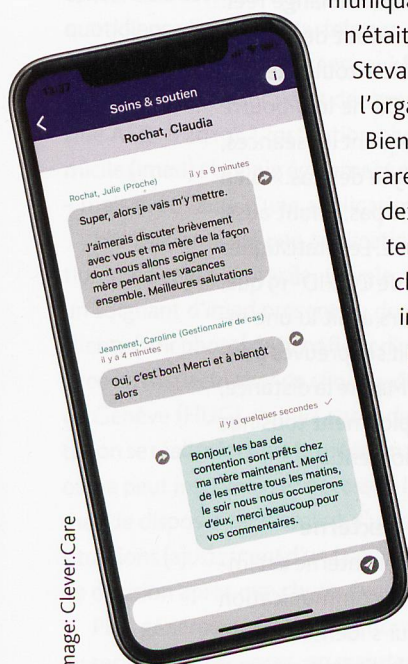 13:37
Soins & soutien
i
Rochat, Claudia
Rochat, Julie (Proche)
il y a 9 minutes
Super, alors je vais m'y mettre.
J'aimerais discuter brièvement
avec vous et ma mère de la façon
dont nous allons soigner ma
mère pendant les vacances
ensemble. Meilleures salutations
Jeanneret, Caroline (Gestionnaire de cas)
il y a 4 minutes
Oui, c'est bon! Merci et à bientôt
alors
il y a quelques secondes
Bonjour, les bas de
contention sont prêts chez
ma mère maintenant. Merci
de les mettre tous les matins,
le soir nous nous occuperons
d'eux, merci beaucoup pour
vos commentaires.
n'était
Steva
l'orga
Bien
rare
mage: Clever.Care